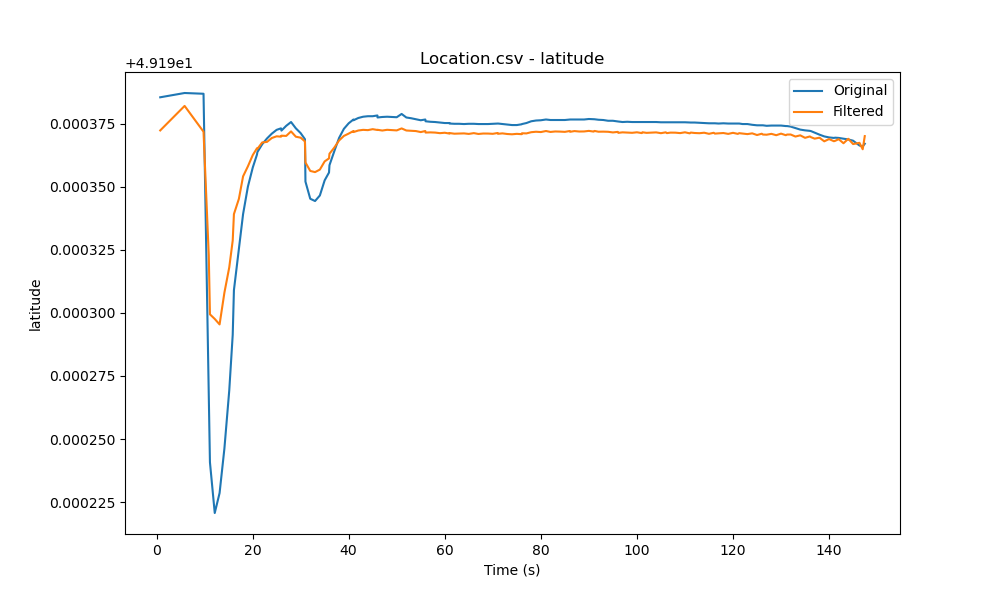 Location.csv - latitude
+4.919e1
Original
Filtered
0.000375
0.000350
0.000325
0.000300
0.000275
0.000250
0.000225
latitude
0 20 40 60 80 100 120 140
Time (s)